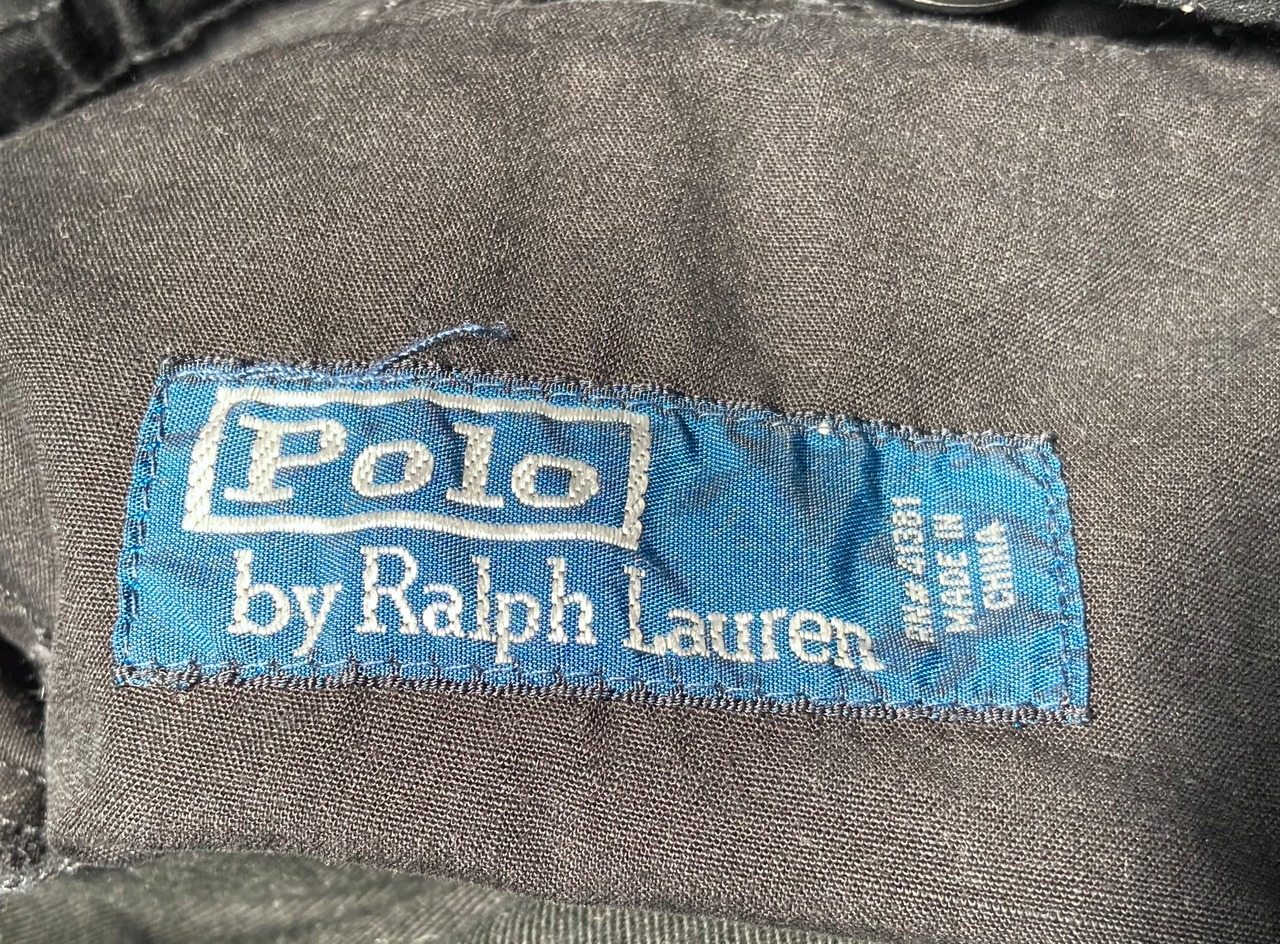 Polo
by Ralph Lauren
RN# 41381
MADE IN
CHINA